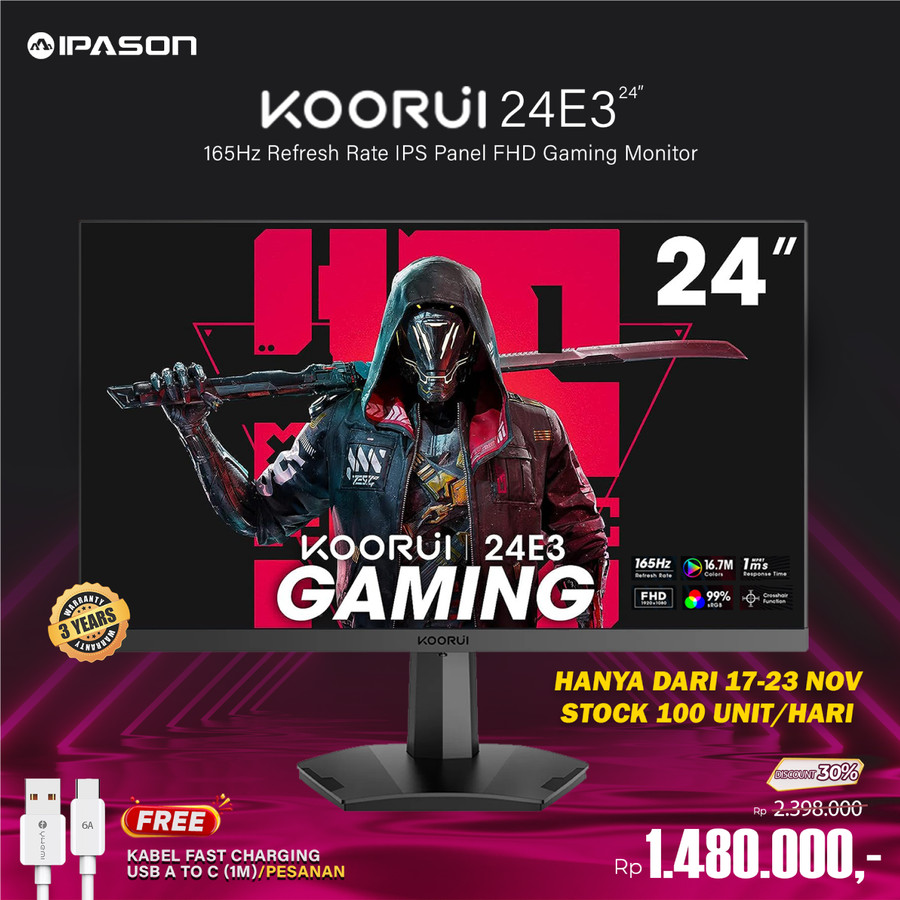 IPASON
KOORUI 24E3 24"
165Hz Refresh Rate IPS Panel FHD Gaming Monitor
24"
KOORUI 24E3
GAMING
165Hz
Refresh Rate
16.7M
Colors
1ms
Response Time
FHD
1920x1080
99%
sRGB
Crosshair
Function
KOORUI
WARRANTY
3 YEARS
WARRANTY
HANYA DARI 17-23 NOV
STOCK 100 UNIT/HARI
DISCOUNT 30%
Rp 2.398.000
Rp 1.480.000,-
6A
FREE
KABEL FAST CHARGING
USB A TO C (1M)/PESANAN